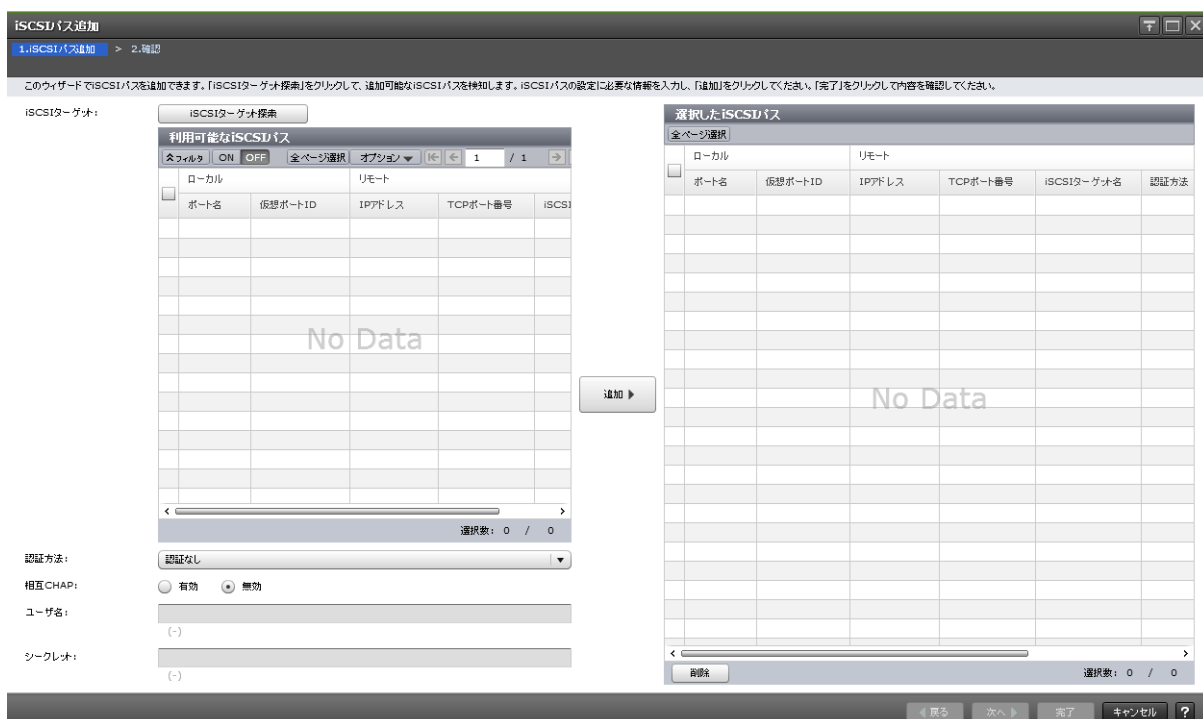 iSCSIパス追加
1.iSCSIパス追加 > 2.確認
このウィザードでiSCSIパスを追加できます。「iSCSIターゲット探索」をクリックして、追加可能なiSCSIパスを検知します。iSCSIパスの設定に必要な情報を入力し、「追加」をクリックしてください。「完了」をクリックして内容を確認してください。
iSCSIターゲット:
iSCSIターゲット探索
利用可能なiSCSIパス
フィルタ ON OFF 全ページ選択 オプション 1 / 1
ローカル リモート
ポート名 仮想ポートID IPアドレス TCPポート番号 iSCSI
No Data
選択数: 0 / 0
認証方法: 認証なし
相互CHAP: 有効 無効
ユーザ名:
(-)
シークレット:
(-)
追加
選択したiSCSIパス
全ページ選択
ローカル リモート
ポート名 仮想ポートID IPアドレス TCPポート番号 iSCSIターゲット名 認証方法
No Data
削除 選択数: 0 / 0
戻る 次へ 完了 キャンセル ?